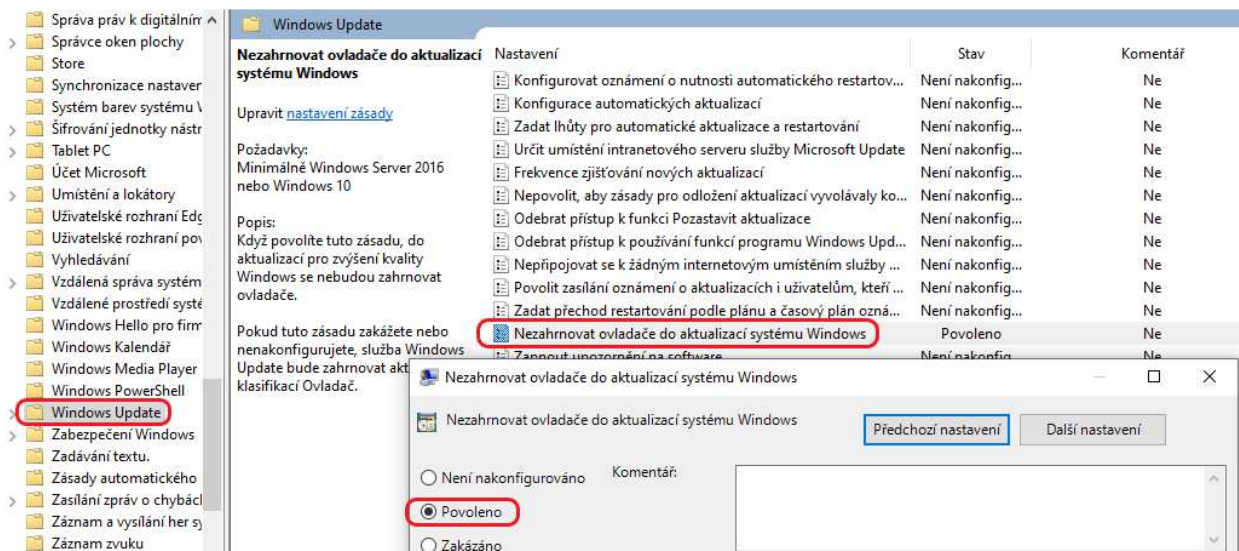 Správa práv k digitálním
Správce oken plochy
Store
Synchronizace nastaven
Systém barev systému
Šifrování jednotky nástr
Tablet PC
Účet Microsoft
Umístění a lokátory
Uživatelské rozhraní Edg
Uživatelské rozhraní pov
Vyhledávání
Vzdálená správa systém
Vzdálené prostředí systé
Windows Hello pro firm
Windows Kalendář
Windows Media Player
Windows PowerShell
Windows Update
Zabezpečení Windows
Zadávání textu.
Zásady automatického
Zasílání zpráv o chybách
Záznam a vysílání her sy
Záznam zvuku
Windows Update
Nezahrnovat ovladače do aktualizací
systému Windows
Upravit nastavení zásady
Požadavky:
Minimálně Windows Server 2016
nebo Windows 10
Popis:
Když povolíte tuto zásadu, do
aktualizací pro zvýšení kvality
Windows se nebudou zahrnovat
ovladače.
Pokud tuto zásadu zakážete nebo
nenakonfigurujete, služba Windows
Update bude zahrnovat akt
klasifikací Ovladač.
Nastavení Stav Komentář
Konfigurovat oznámení o nutnosti automatického restartov... Není nakonfig... Ne
Konfigurace automatických aktualizací Není nakonfig... Ne
Zadat lhůty pro automatické aktualizace a restartování Není nakonfig... Ne
Určit umístění intranetového serveru služby Microsoft Update Není nakonfig... Ne
Frekvence zjišťování nových aktualizací Není nakonfig... Ne
Nepovolit, aby zásady pro odložení aktualizací vyvolávaly ko... Není nakonfig... Ne
Odebrat přístup k funkci Pozastavit aktualizace Není nakonfig... Ne
Odebrat přístup k používání funkcí programu Windows Upd... Není nakonfig... Ne
Nepřipojovat se k žádným internetovým umístěním služby ... Není nakonfig... Ne
Povolit zasílání oznámení o aktualizacích i uživatelům, kteří ... Není nakonfig... Ne
Zadat přechod restartování podle plánu a časový plán ozná... Není nakonfig... Ne
Nezahrnovat ovladače do aktualizací systému Windows Povoleno Ne
Zapnout upozornění na software Není nakonfig Ne
Nezahrnovat ovladače do aktualizací systému Windows
Nezahrnovat ovladače do aktualizací systému Windows
Předchozí nastavení Další nastavení
Není nakonfigurováno Komentář:
Povoleno
Zakázáno